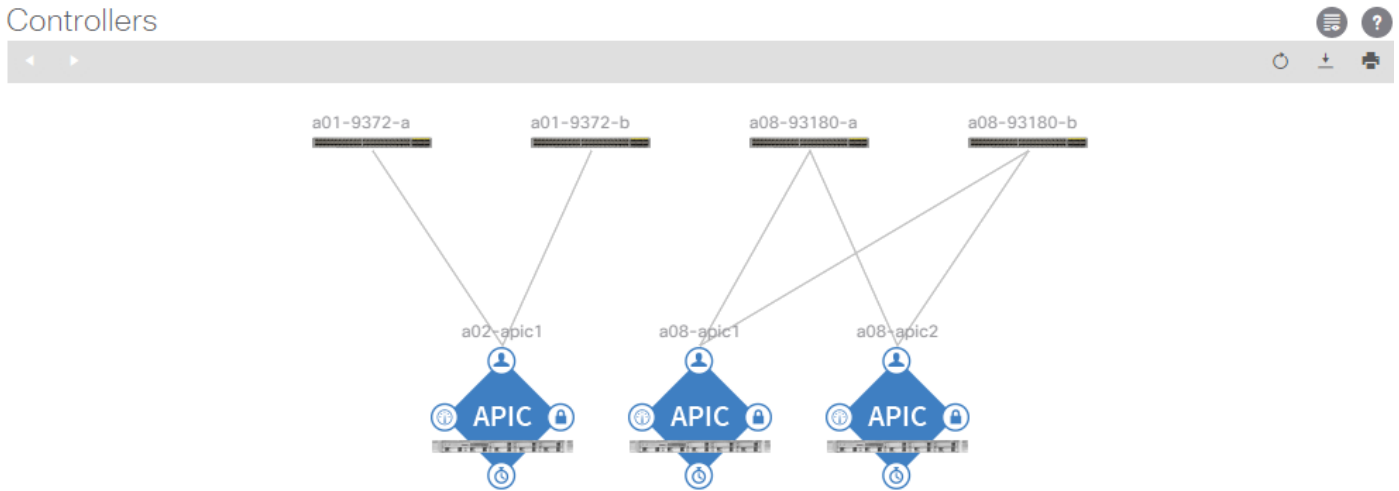 Controllers
?
a01-9372-a a01-9372-b a08-93180-a a08-93180-b
a02-apic1 a08-apic1 a08-apic2
APIC APIC APIC